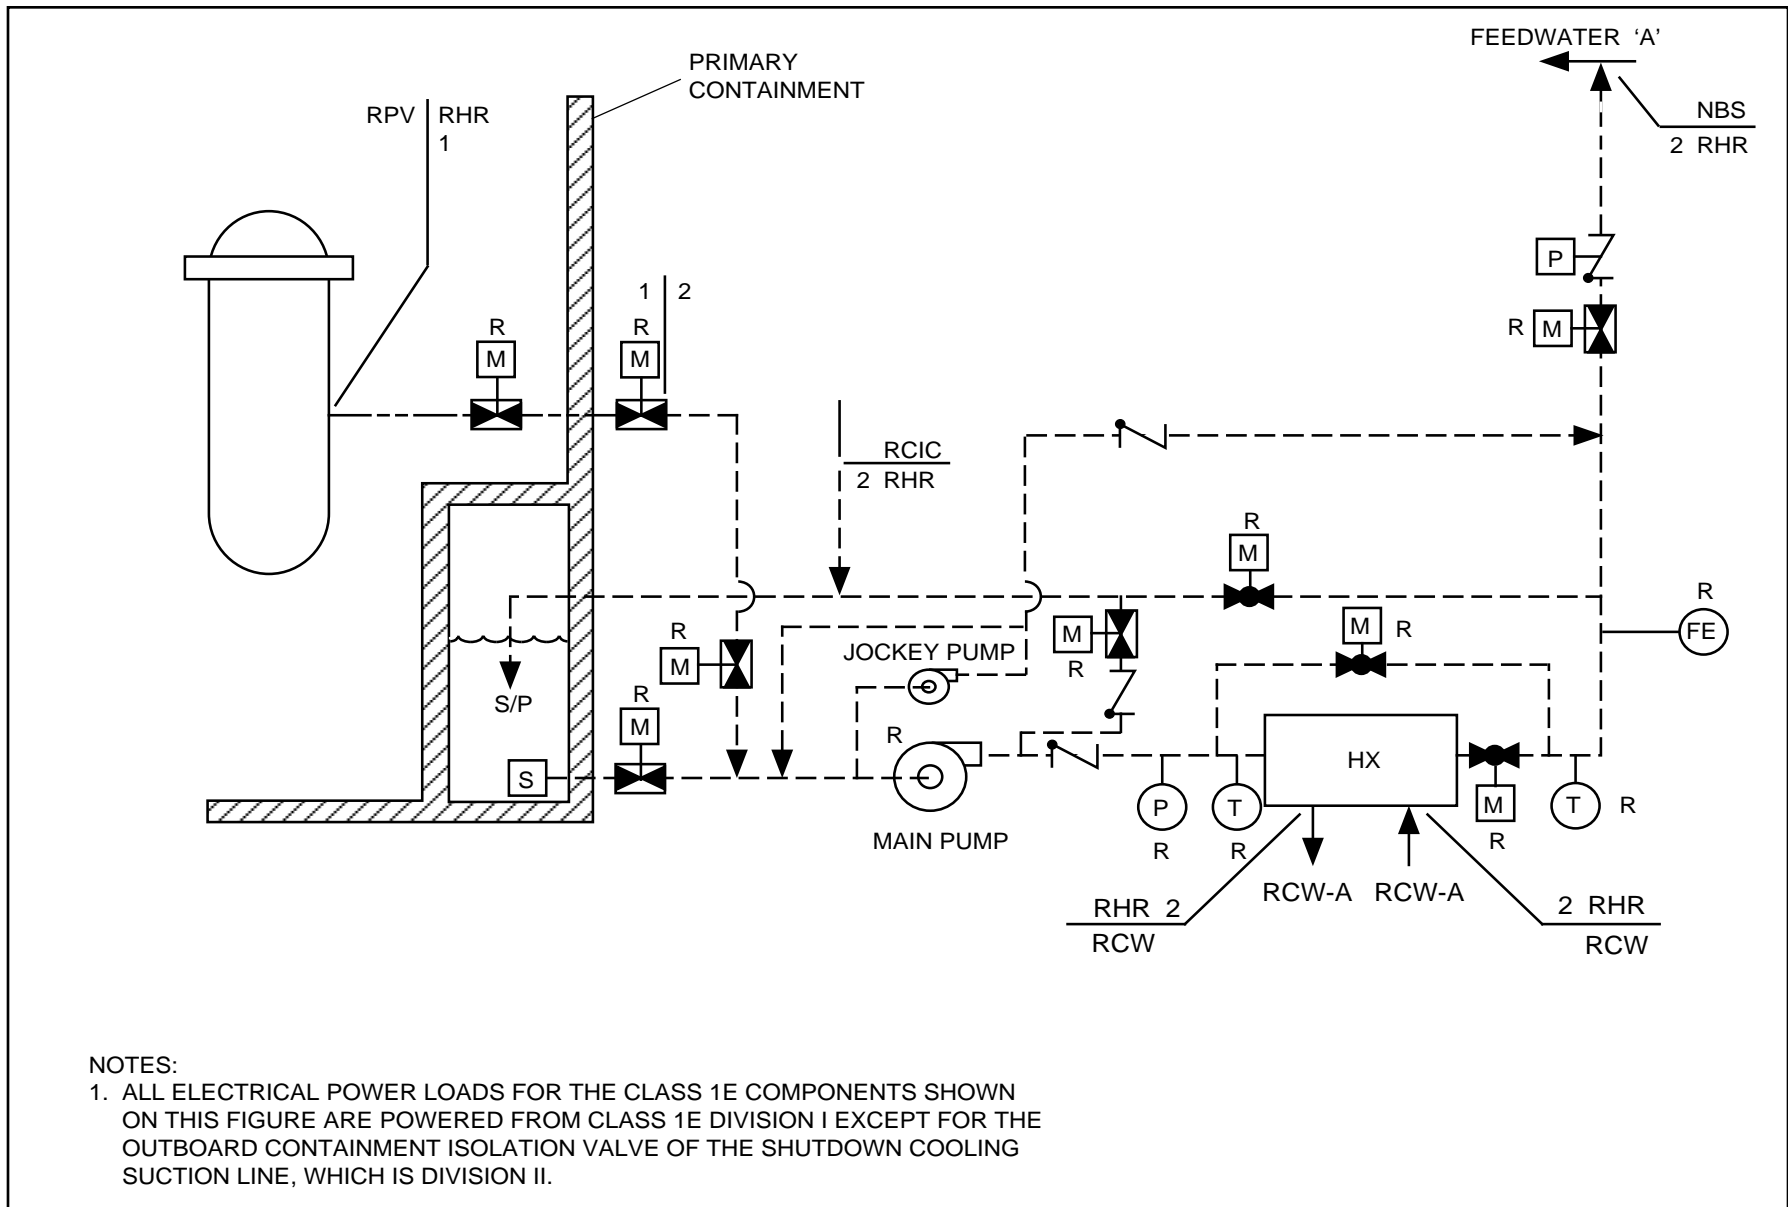 FEEDWATER ‘A’
PRIMARY
CONTAINMENT
RPV RHR
1
NBS
2 RHR
P
1 2
R
M
R
M
R M
RCIC
2 RHR
R
M
R
M R
R
FE
R
M
M
R
JOCKEY PUMP
S/P
R
M
R
HX
S
MAIN PUMP
P
R
T
R
M
R
T R
RCW-A RCW-A
RHR 2
RCW
2 RHR
RCW
NOTES:
1. ALL ELECTRICAL POWER LOADS FOR THE CLASS 1E COMPONENTS SHOWN
ON THIS FIGURE ARE POWERED FROM CLASS 1E DIVISION I EXCEPT FOR THE
OUTBOARD CONTAINMENT ISOLATION VALVE OF THE SHUTDOWN COOLING
SUCTION LINE, WHICH IS DIVISION II.